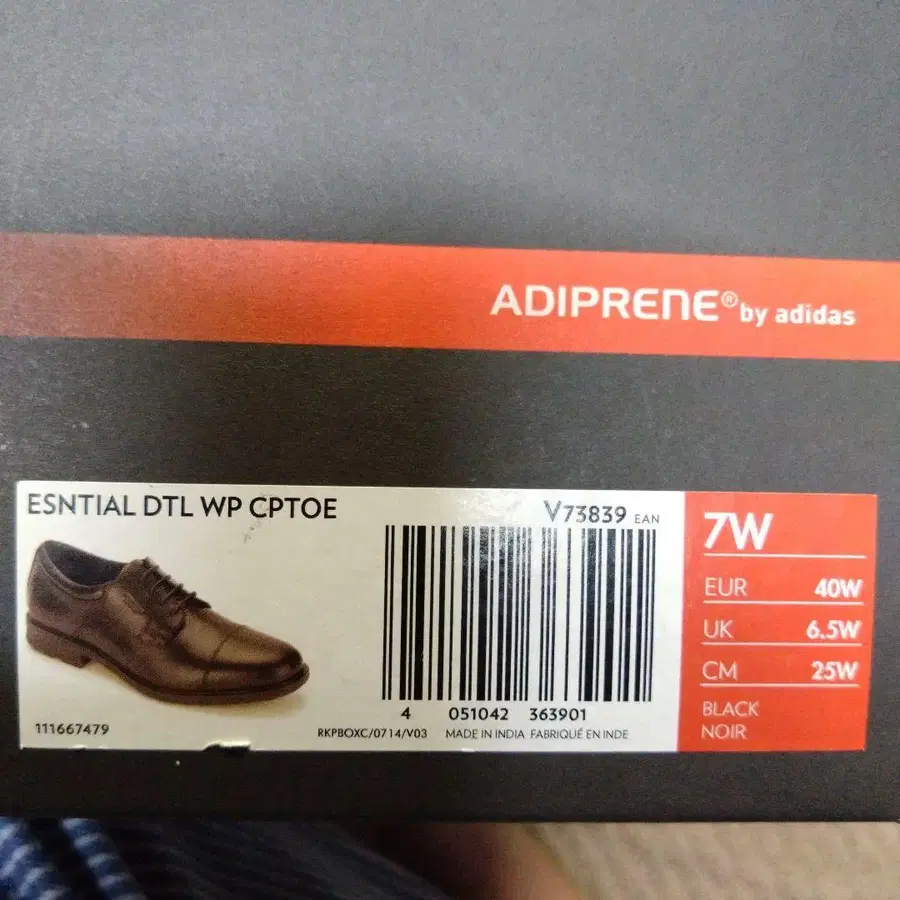 ADIPRENE® by adidas
ESNTIAL DTL WP CPTOE
V73839 EAN
4 051042 363901
111667479
RKPBOXC/0714/V03 MADE IN INDIA FABRIQUÉ EN INDE
7W
EUR 40W
UK 6.5W
CM 25W
BLACK
NOIR